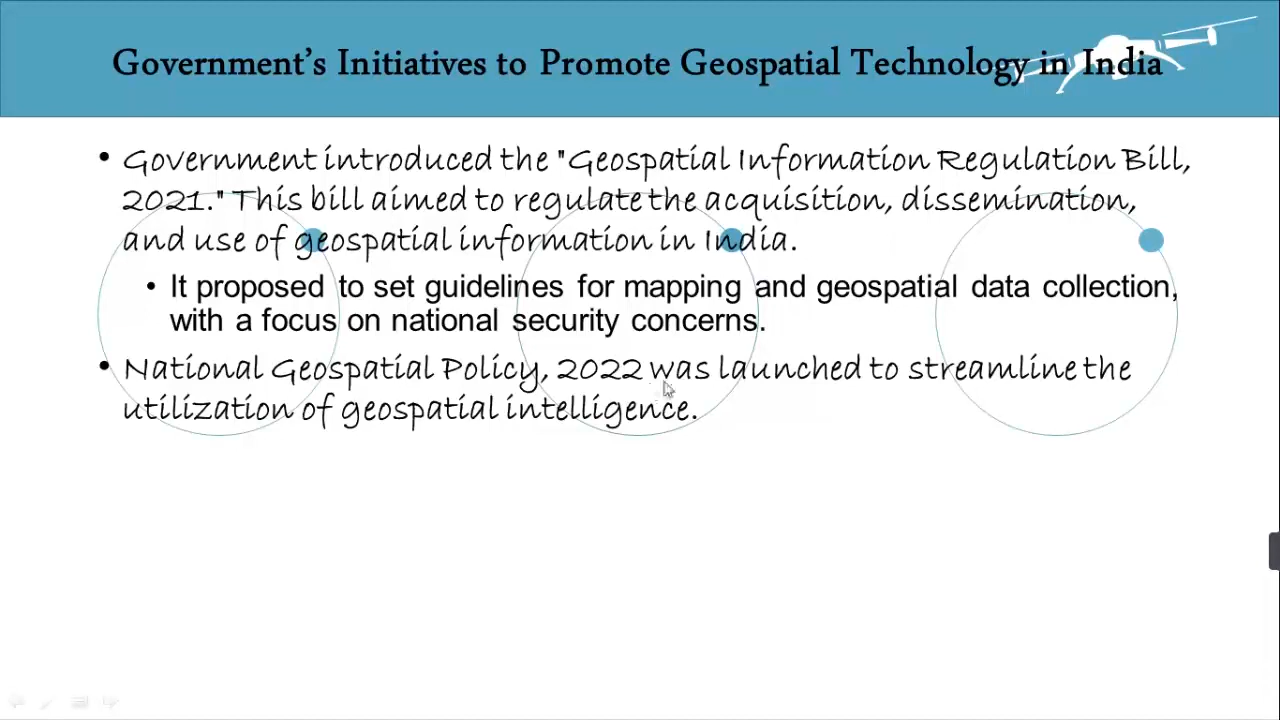 Government’s Initiatives to Promote Geospatial Technology in India
• Government introduced the "Geospatial Information Regulation Bill,
2021." This bill aimed to regulate the acquisition, dissemination,
and use of geospatial information in India.
• It proposed to set guidelines for mapping and geospatial data collection,
with a focus on national security concerns.
• National Geospatial Policy, 2022 was launched to streamline the
utilization of geospatial intelligence.